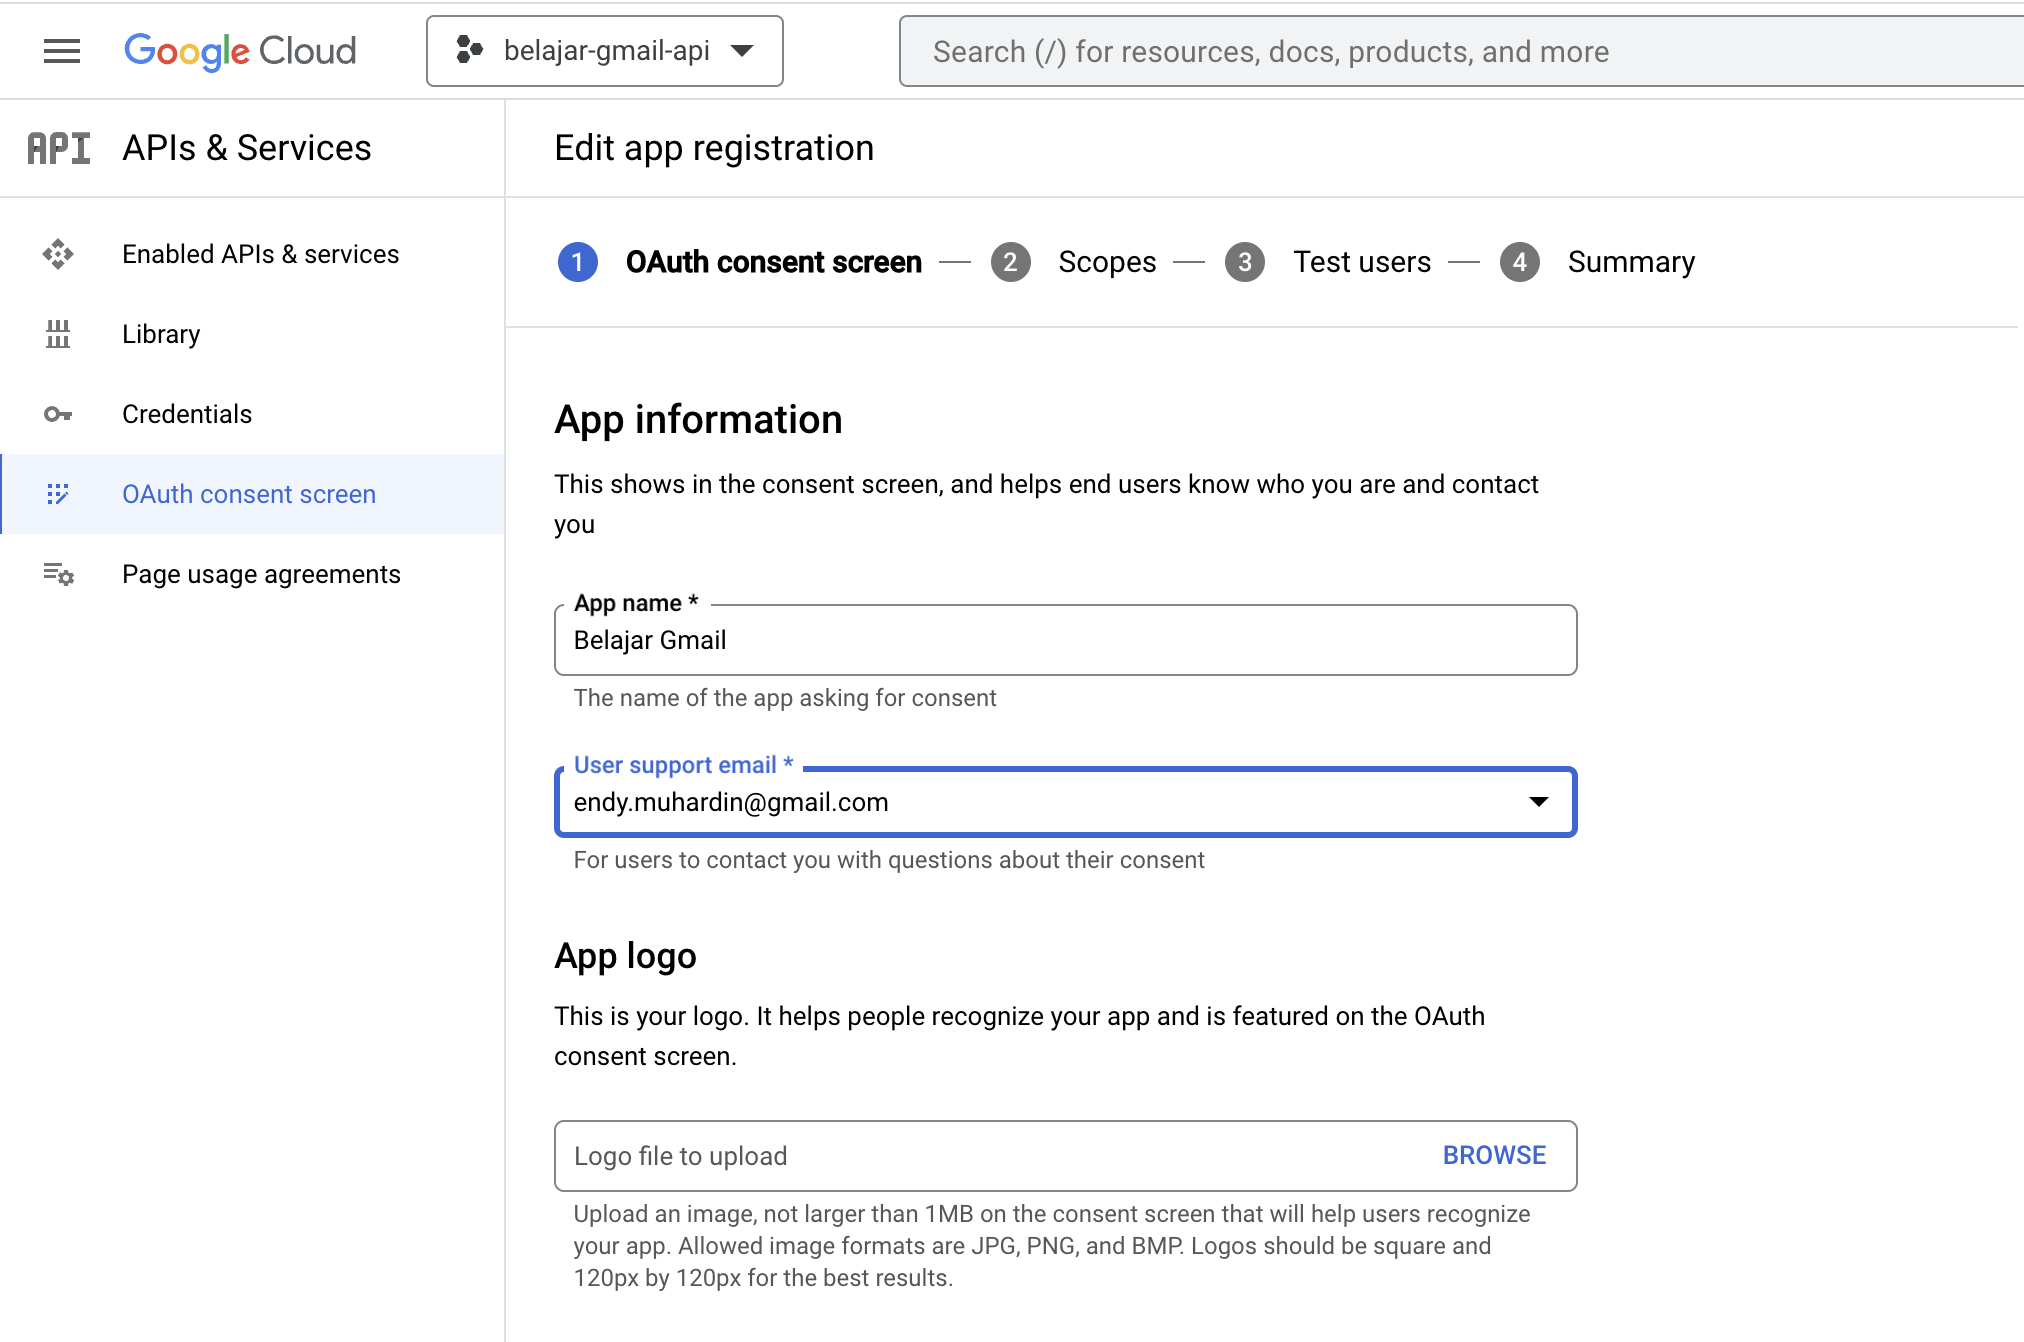 Google Cloud
belajar-gmail-api
Search (/) for resources, docs, products, and more
API
APIs & Services
Edit app registration
Enabled APIs & services
Library
Credentials
OAuth consent screen
Page usage agreements
1 OAuth consent screen — 2 Scopes — 3 Test users — 4 Summary
App information
This shows in the consent screen, and helps end users know who you are and contact
you
App name *
Belajar Gmail
The name of the app asking for consent
User support email *
endy.muhardin@gmail.com
For users to contact you with questions about their consent
App logo
This is your logo. It helps people recognize your app and is featured on the OAuth
consent screen.
Logo file to upload
BROWSE
Upload an image, not larger than 1MB on the consent screen that will help users recognize
your app. Allowed image formats are JPG, PNG, and BMP. Logos should be square and
120px by 120px for the best results.